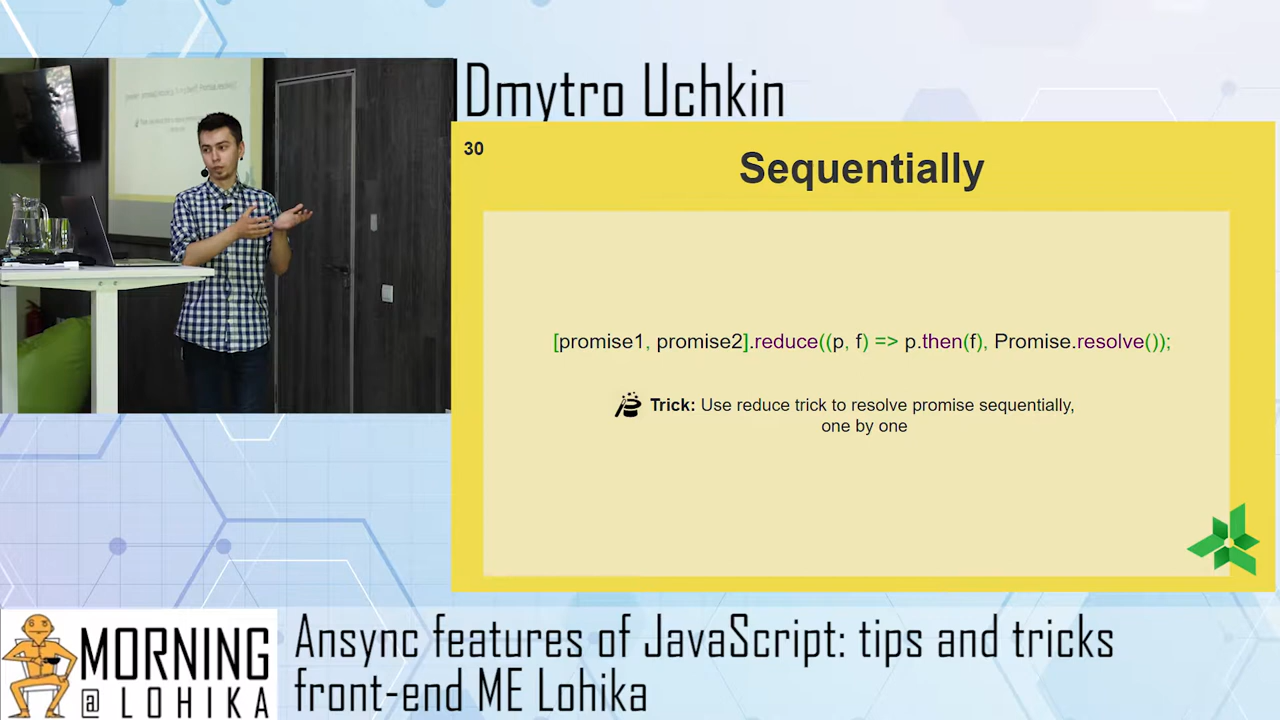 Dmytro Uchkin
30
Sequentially
[promise1, promise2].reduce((p, f) => p.then(f), Promise.resolve());
Trick: Use reduce trick to resolve promise sequentially,
one by one
MORNING
@ LOHIKA
Ansync features of JavaScript: tips and tricks
front-end ME Lohika